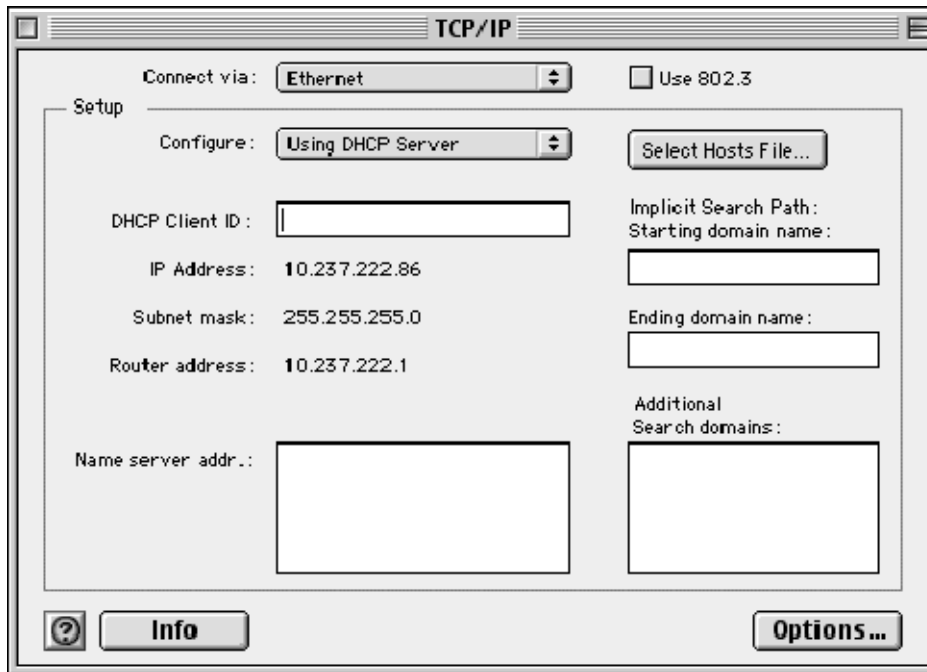 TCP/IP
Connect via: Ethernet Use 802.3
Setup
Configure: Using DHCP Server Select Hosts File...
DHCP Client ID:
Implicit Search Path:
Starting domain name:
IP Address: 10.237.222.86
Subnet mask: 255.255.255.0 Ending domain name:
Router address: 10.237.222.1
Additional
Search domains:
Name server addr.:
? Info Options...